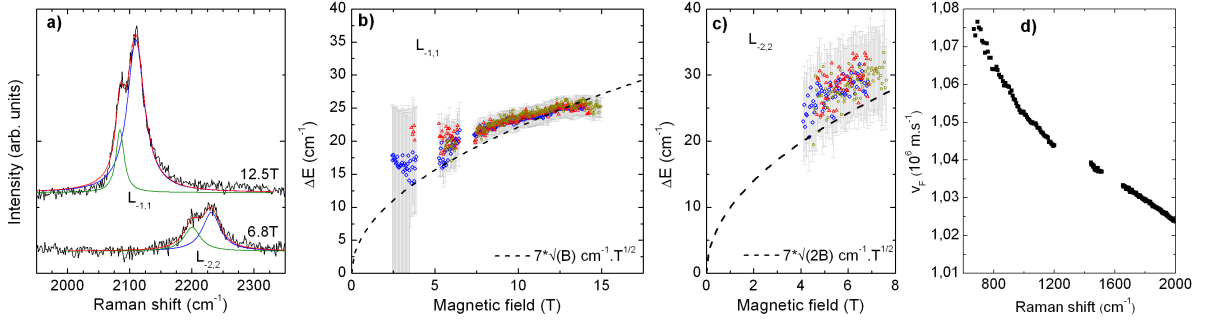 a)
Intensity (arb. units)
12.5T
L-1,1
6.8T
L-2,2
1950 2000 2050 2100 2150 2200 2250 2300
Raman shift (cm-1)
b)
L-1,1
ΔE (cm-1)
40
35
30
25
20
15
10
5
0
7*√(B) cm-1.T1/2
0 5 10 15
Magnetic field (T)
c)
L-2,2
ΔE (cm-1)
40
30
20
10
0
7*√(2B) cm-1.T1/2
0 2 4 6 8
Magnetic field (T)
d)
vF (106 m.s-1)
1,08
1,07
1,06
1,05
1,04
1,03
1,02
1,01
800 1200 1600 2000
Raman shift (cm-1)